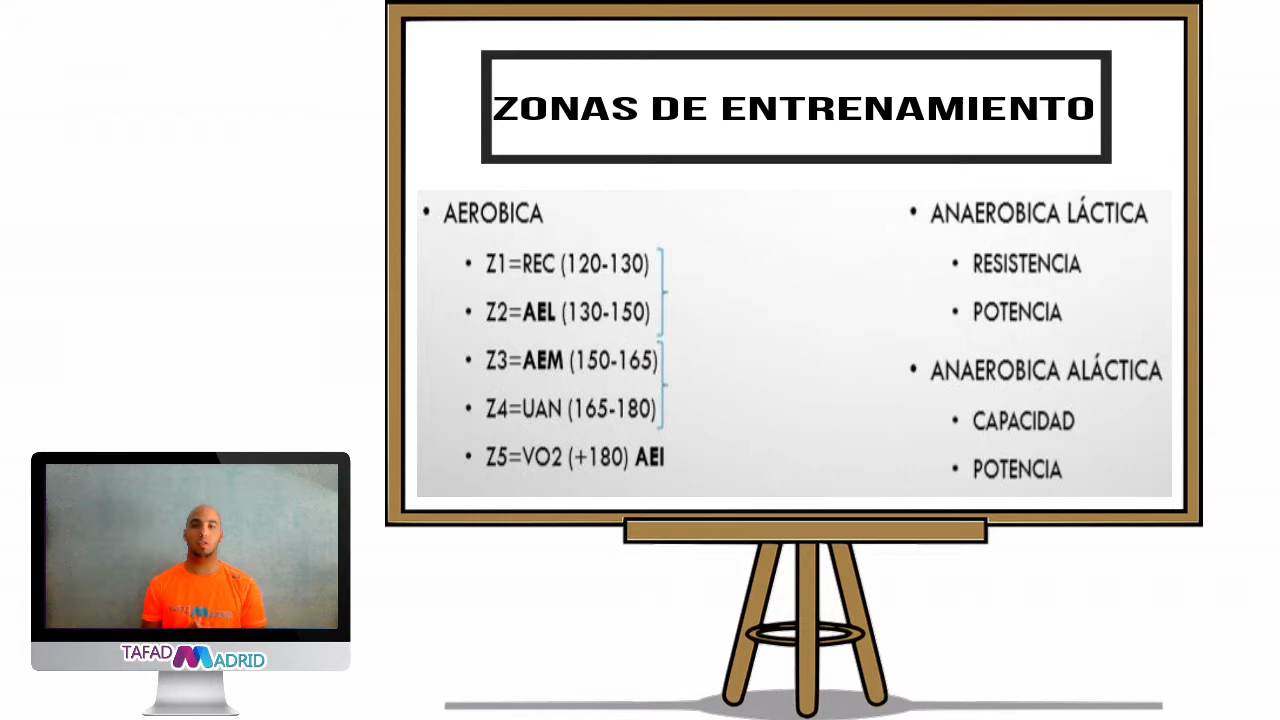 ZONAS DE ENTRENAMIENTO
• AEROBICA
• Z1=REC (120-130)
• Z2=AEL (130-150)
• Z3=AEM (150-165)
• Z4=UAN (165-180)
• Z5=VO2 (+180) AEI
• ANAEROBICA LÁCTICA
• RESISTENCIA
• POTENCIA
• ANAEROBICA ALÁCTICA
• CAPACIDAD
• POTENCIA
TAFAD MADRID